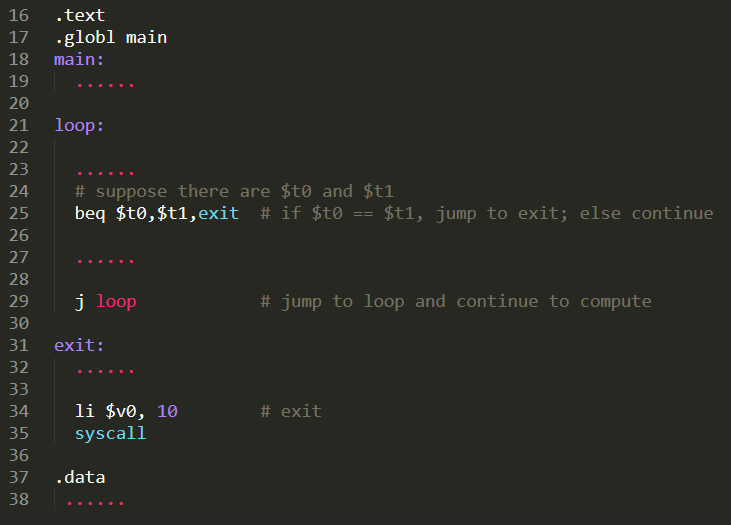 16 .text
17 .globl main
18 main:
19   ......
20
21 loop:
22
23   ......
24   # suppose there are $t0 and $t1
25   beq $t0,$t1,exit  # if $t0 == $t1, jump to exit; else continue
26
27   ......
28
29   j loop            # jump to loop and continue to compute
30
31 exit:
32   ......
33
34   li $v0, 10        # exit
35   syscall
36
37 .data
38  ......